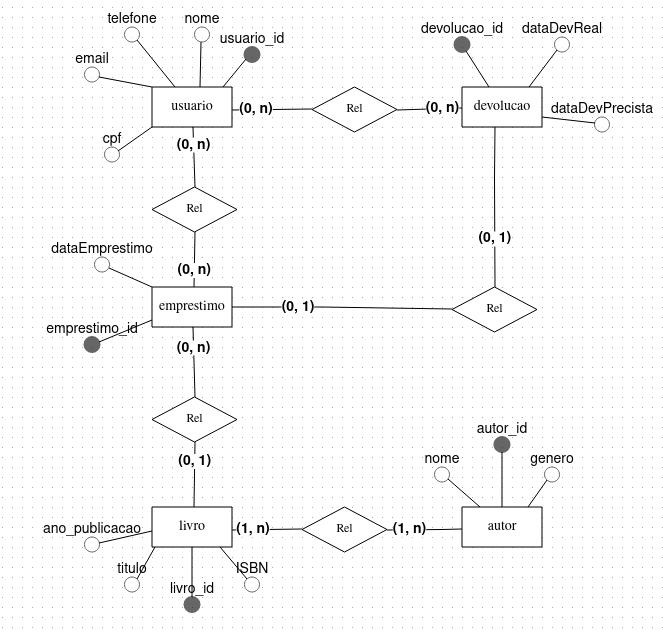 telefone
nome
usuario_id
email
usuario
cpf
(0, n)
Rel
(0, n)
devolucao_id
dataDevReal
devolucao
dataDevPrecista
(0, n)
Rel
(0, n)
dataEmprestimo
emprestimo
emprestimo_id
(0, 1)
Rel
(0, 1)
(0, n)
Rel
(0, 1)
ano_publicacao
livro
titulo
livro_id
ISBN
(1, n)
Rel
(1, n)
autor_id
nome
genero
autor